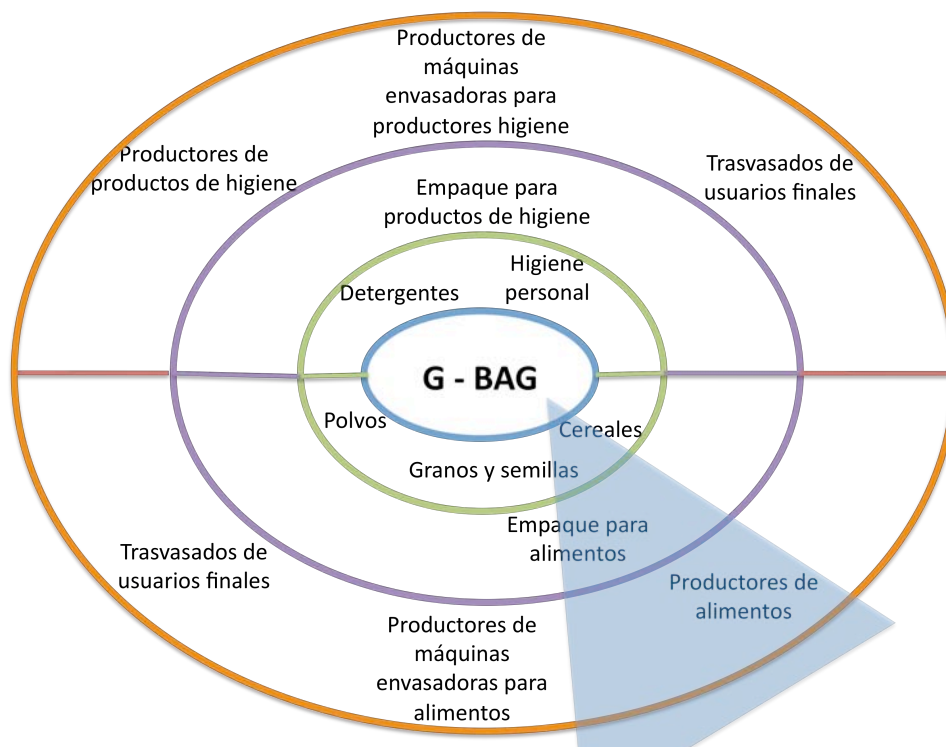 Productores de
máquinas
envasadoras para
productores higiene
Productores de
productos de higiene
Trasvasados de
usuarios finales
Empaque para
productos de higiene
Higiene
personal
Detergentes
G - BAG
Polvos
Cereales
Granos y semillas
Empaque para
alimentos
Trasvasados de
usuarios finales
Productores de
alimentos
Productores de
máquinas
envasadoras para
alimentos